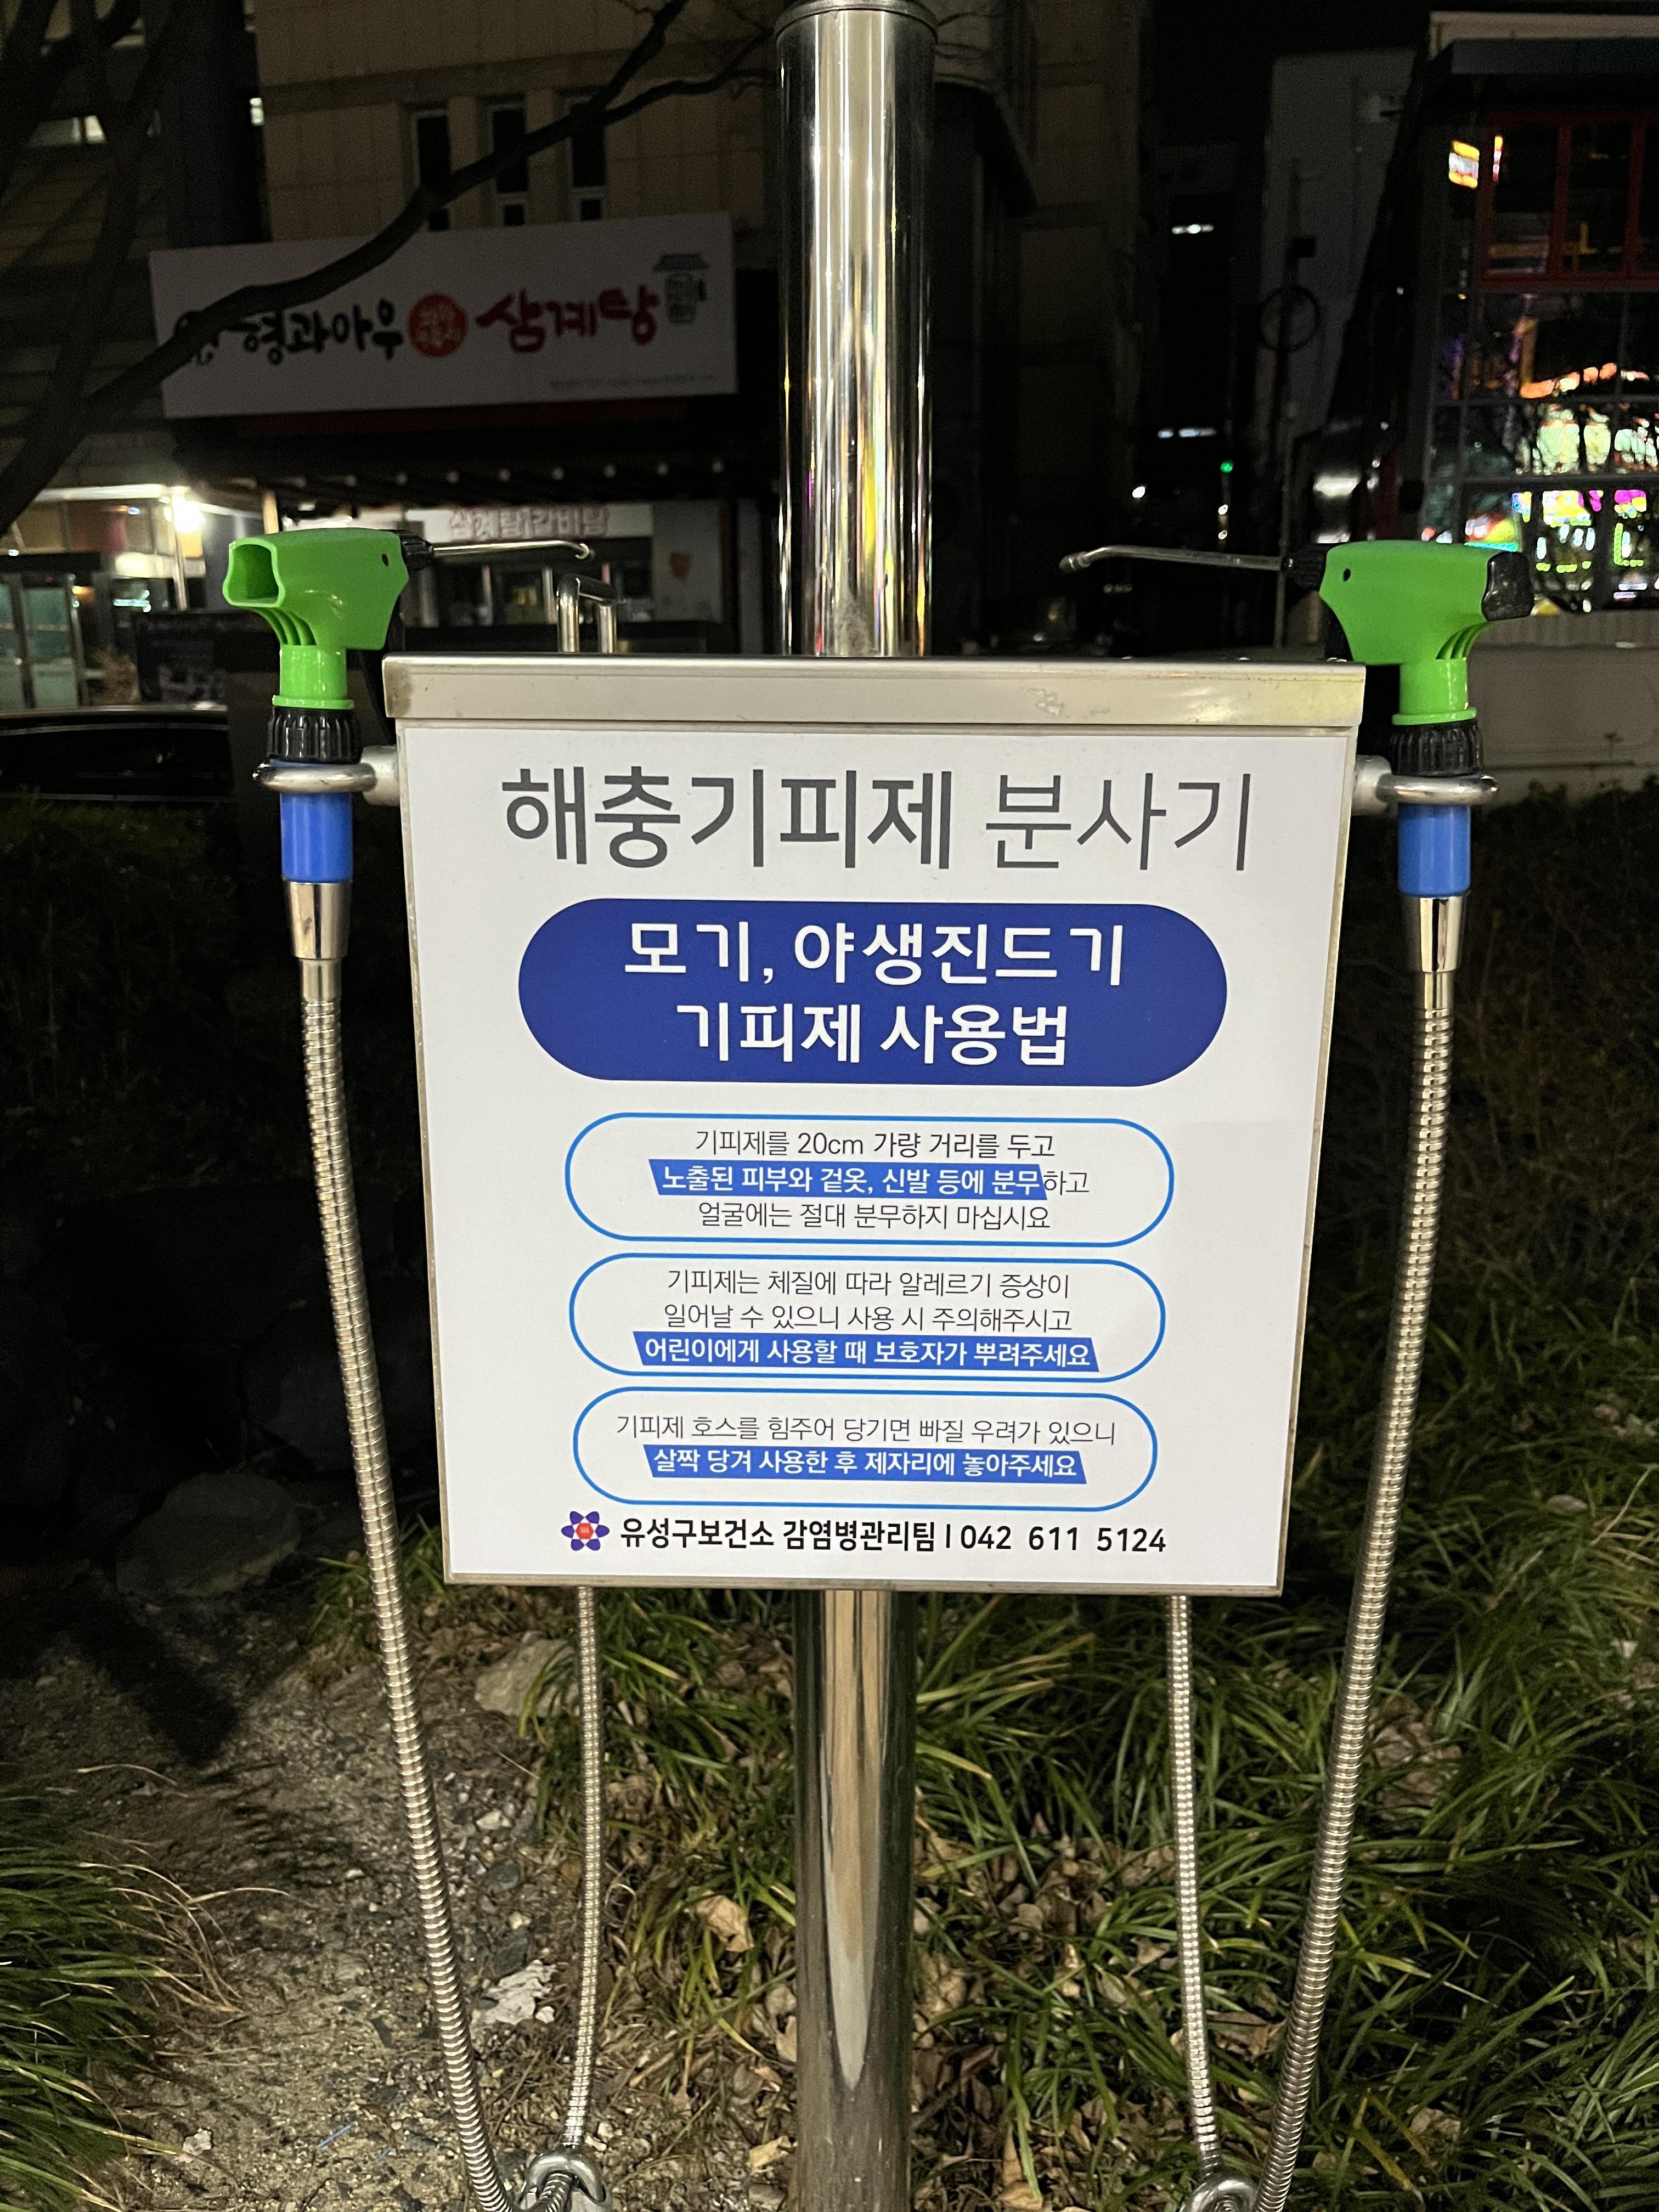 형과아우 삼계탕
삼계탕갈비탕
해충기피제 분사기
모기, 야생진드기
기피제 사용법
기피제를 20cm 가량 거리를 두고
노출된 피부와 겉옷, 신발 등에 분무하고
얼굴에는 절대 분무하지 마십시요
기피제는 체질에 따라 알레르기 증상이
일어날 수 있으니 사용 시 주의해주시고
어린이에게 사용할 때 보호자가 뿌려주세요
기피제 호스를 힘주어 당기면 빠질 우려가 있으니
살짝 당겨 사용한 후 제자리에 놓아주세요
유성구보건소 감염병관리팀 | 042 611 5124